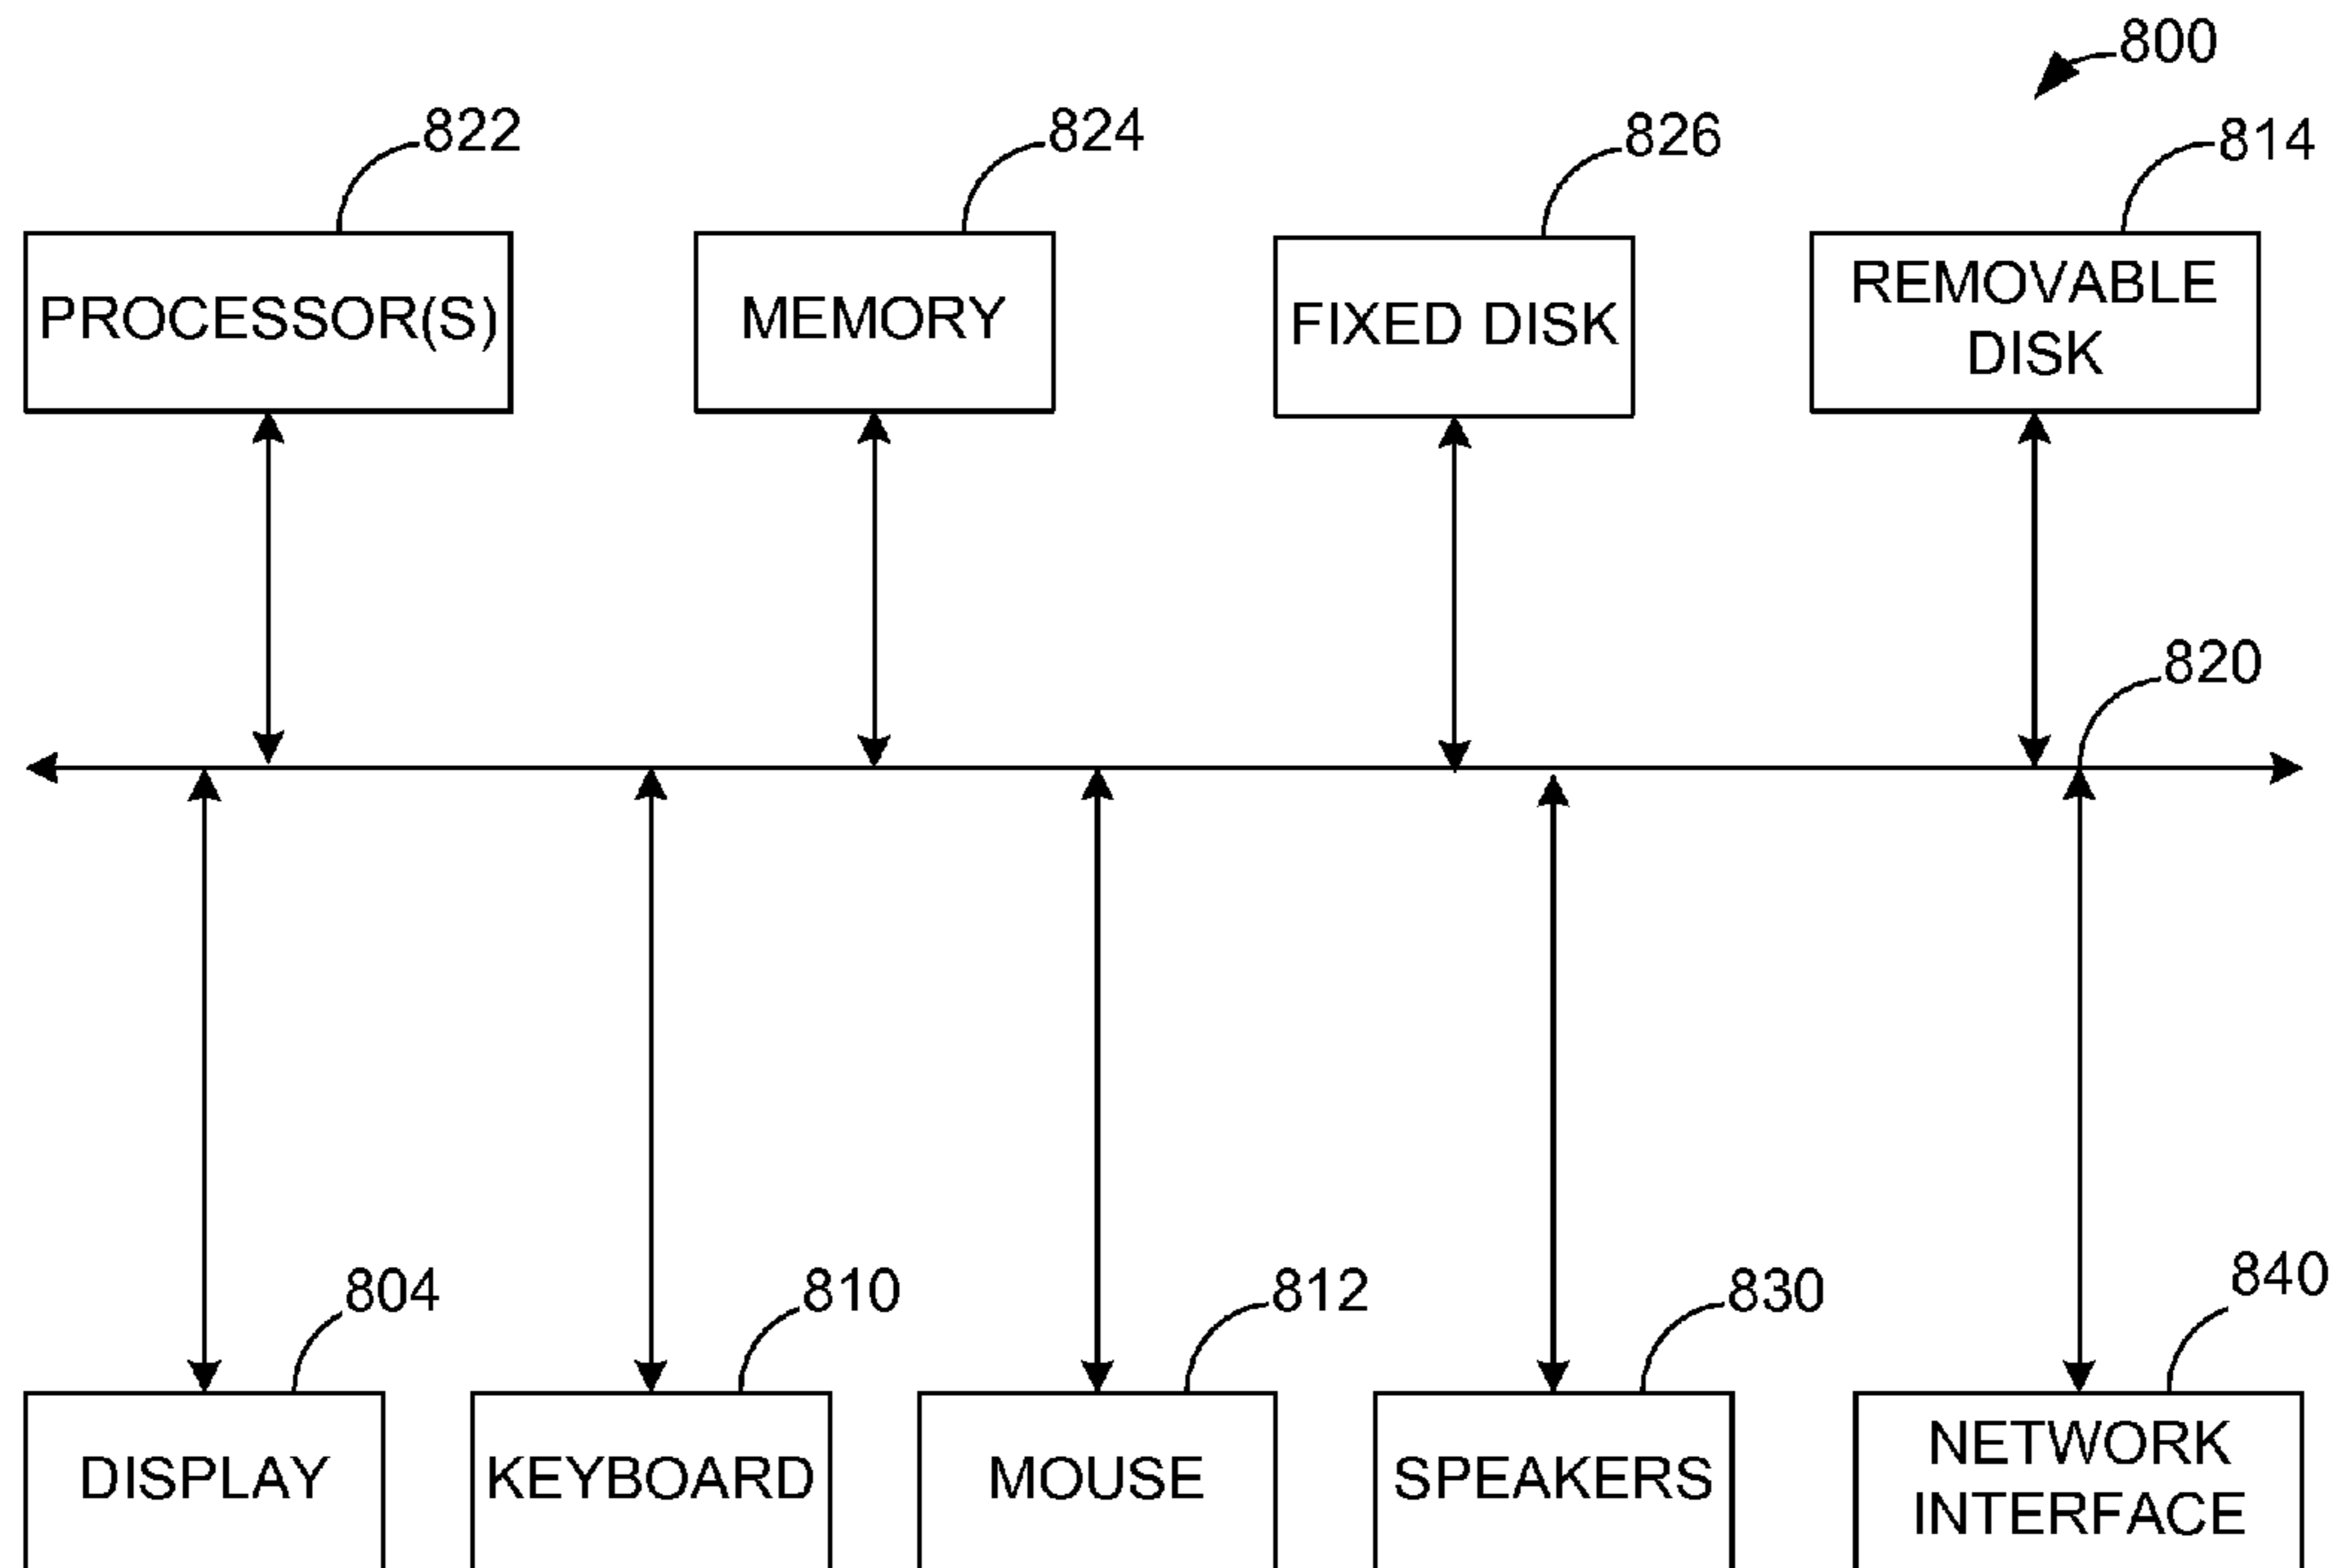 800
822
824
826
814
PROCESSOR(S)
MEMORY
FIXED DISK
REMOVABLE
DISK
820
804
810
812
830
840
DISPLAY
KEYBOARD
MOUSE
SPEAKERS
NETWORK
INTERFACE